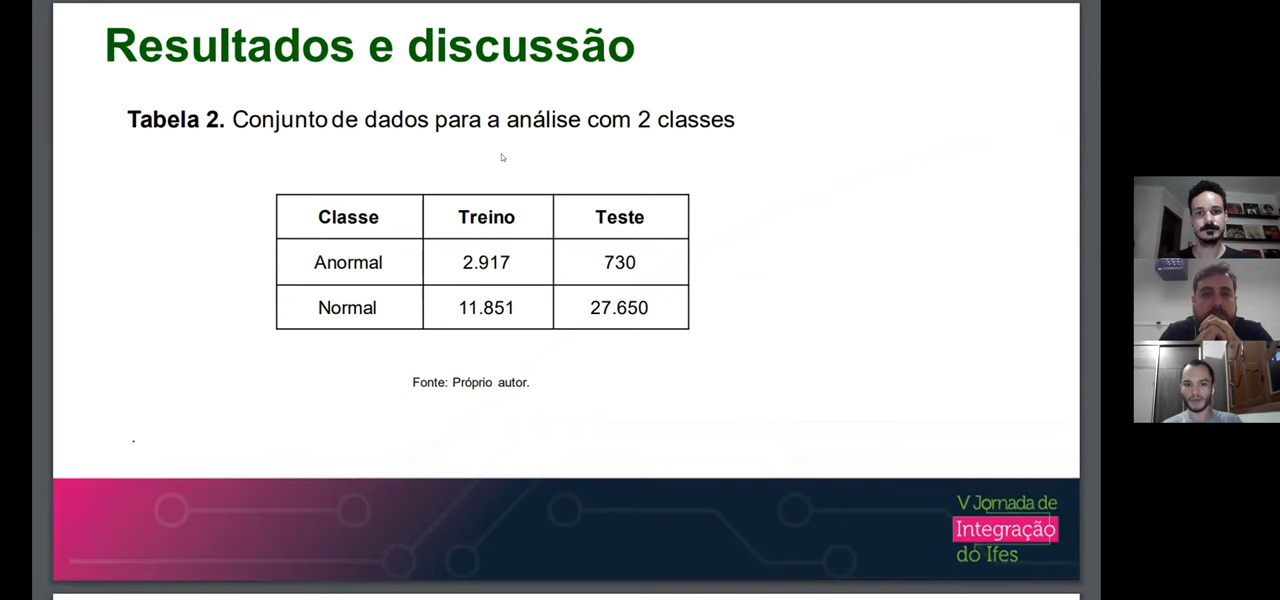 Resultados e discussão
Tabela 2. Conjunto de dados para a análise com 2 classes
Classe Treino Teste
Anormal 2.917 730
Normal 11.851 27.650
Fonte: Próprio autor.
.
V Jornada de
Integração
do Ifes